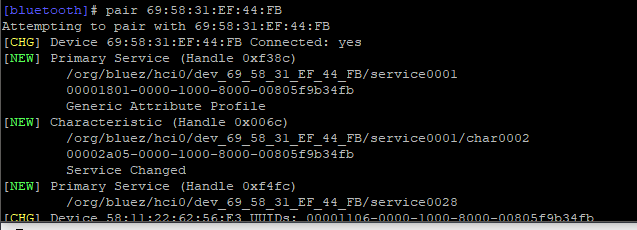 [bluetooth]# pair 69:58:31:EF:44:FB
Attempting to pair with 69:58:31:EF:44:FB
[CHG] Device 69:58:31:EF:44:FB Connected: yes
[NEW] Primary Service (Handle 0xf38c)
/org/bluez/hci0/dev_69_58_31_EF_44_FB/service0001
00001801-0000-1000-8000-00805f9b34fb
Generic Attribute Profile
[NEW] Characteristic (Handle 0x006c)
/org/bluez/hci0/dev_69_58_31_EF_44_FB/service0001/char0002
00002a05-0000-1000-8000-00805f9b34fb
Service Changed
[NEW] Primary Service (Handle 0xf4fc)
/org/bluez/hci0/dev_69_58_31_EF_44_FB/service0028
[CHG] Device 58:11:22:62:56:E3 UUIDs: 00001106-0000-1000-8000-00805f9b34fb